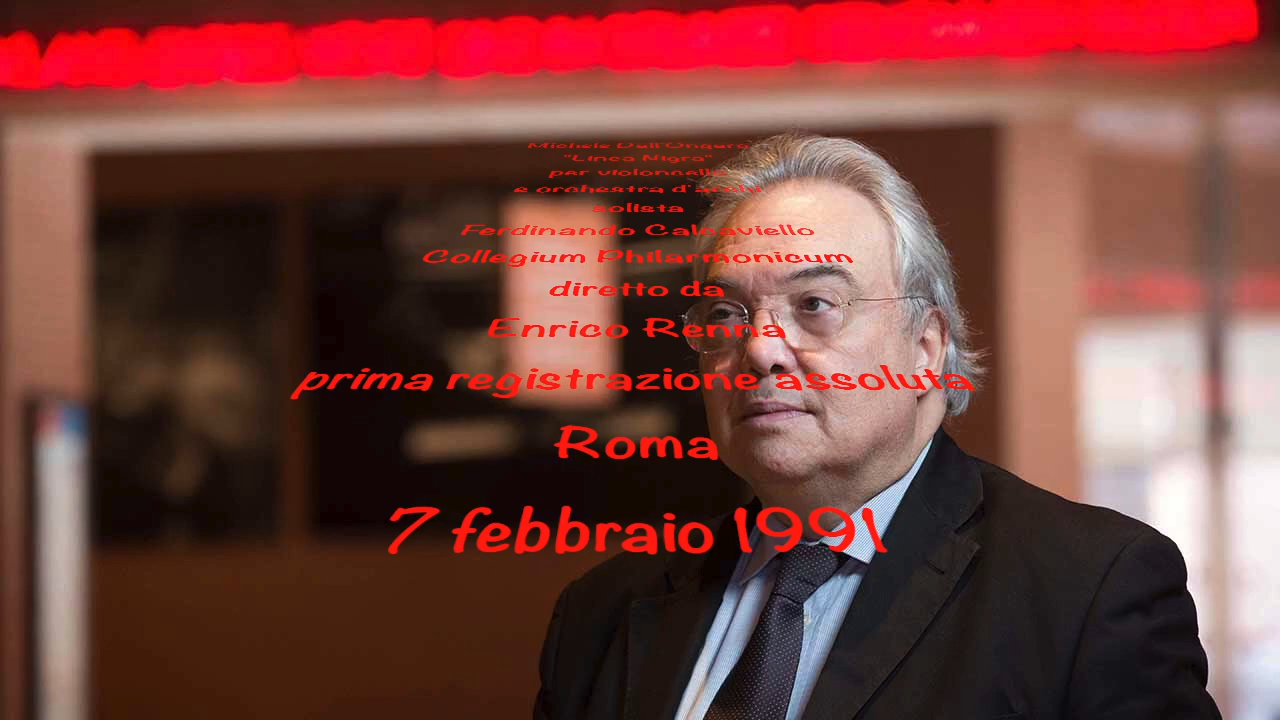 Michele Dall'Ongaro
"Linea Nigra"
per violoncello
e orchestra d'archi
solista
Ferdinando Calcaviello
Collegium Philarmonicum
diretto da
Enrico Renna
prima registrazione assoluta
Roma
7 febbraio 1991